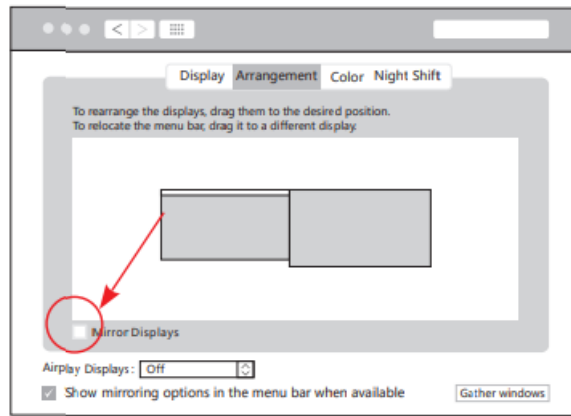 Display Arrangement Color Night Shift
To rearrange the displays, drag them to the desired position.
To relocate the menu bar, drag it to a different display.
Mirror Displays
Airplay Displays: Off
Show mirroring options in the menu bar when available Gather windows